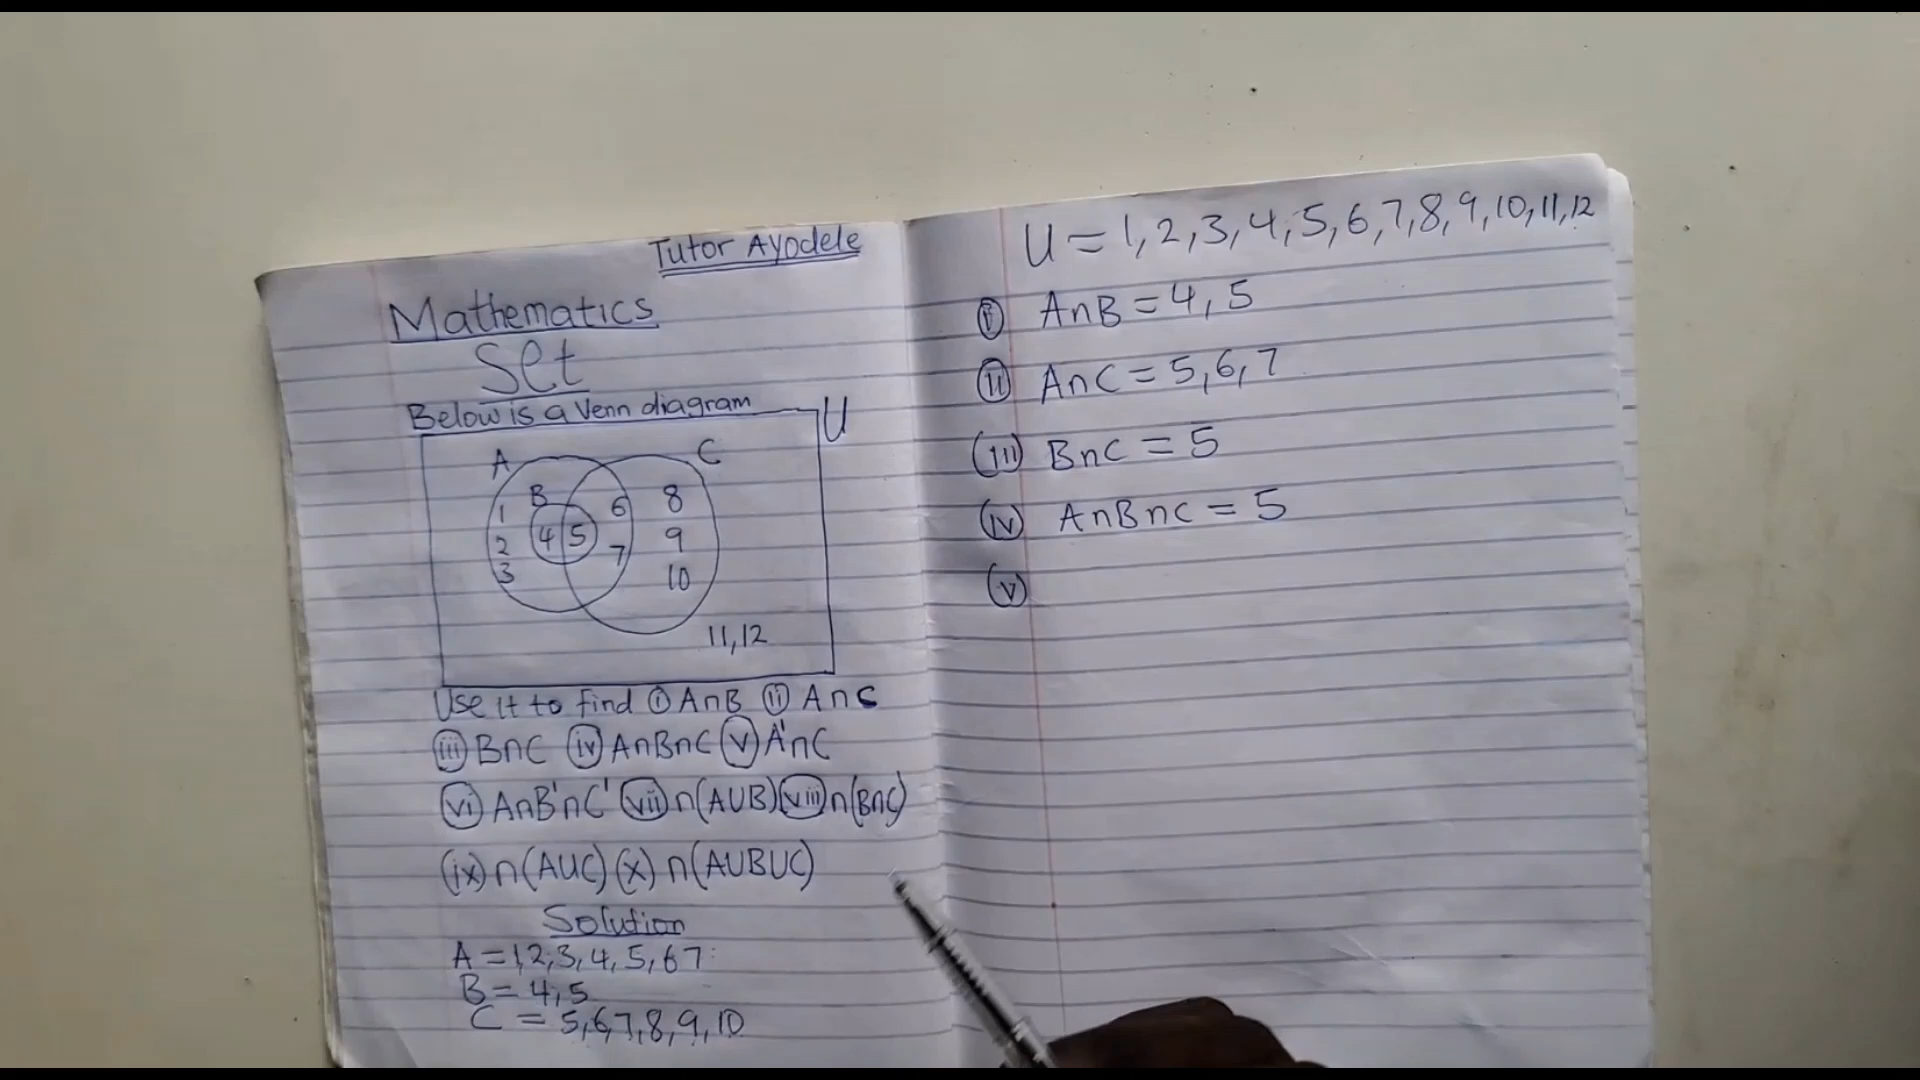 Tutor Ayodele
Mathematics
Set
Below is a Venn diagram
U
A
C
B
1
6
8
2
4
5
7
9
3
10
11,12
Use it to find (i) A∩B (ii) A∩C
(iii) B∩C (iv) A∩B∩C (v) A'∩C
(vi) A∩B'∩C' (vii) n(AUB) (viii) n(B∩C)
(ix) n(AUC) (x) n(AUBUC)
Solution
A = 1,2,3,4,5,6 7
B = 4,5
C = 5,6,7,8,9,10
U = 1,2,3,4,5,6,7,8,9,10,11,12
(i) A∩B = 4,5
(ii) A∩C = 5,6,7
(iii) B∩C = 5
(iv) A∩B∩C = 5
(v)